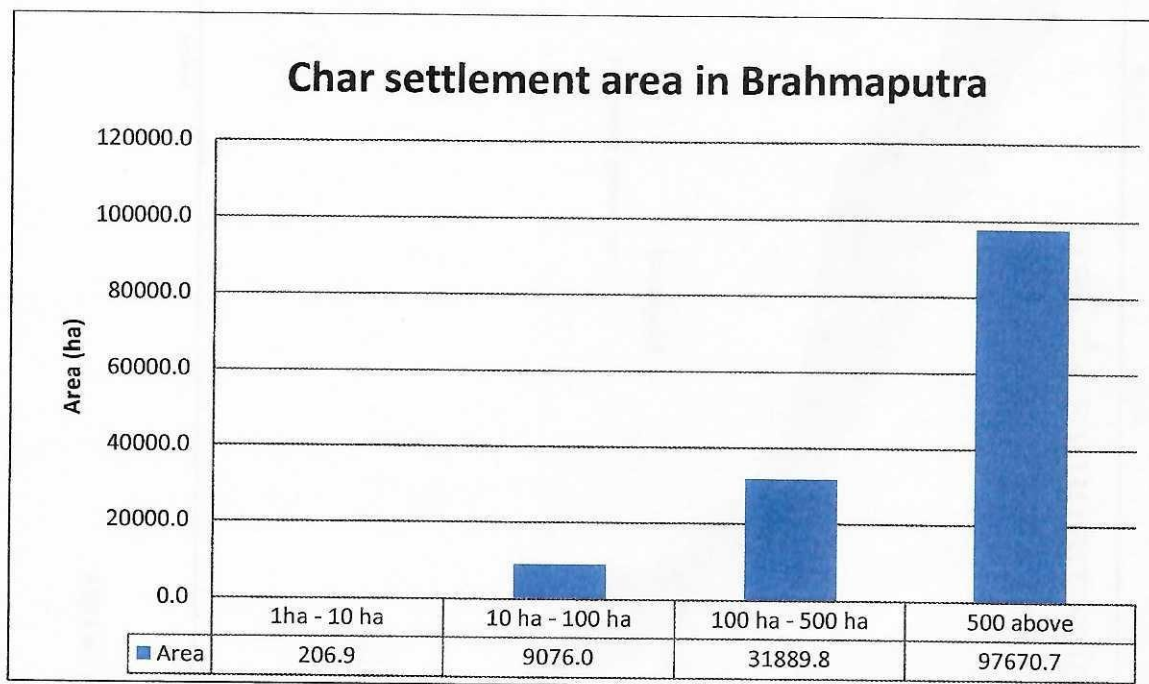 Char settlement area in Brahmaputra
120000.0
100000.0
80000.0
60000.0
40000.0
20000.0
0.0
Area (ha)
1ha - 10 ha 10 ha - 100 ha 100 ha - 500 ha 500 above
Area 206.9 9076.0 31889.8 97670.7